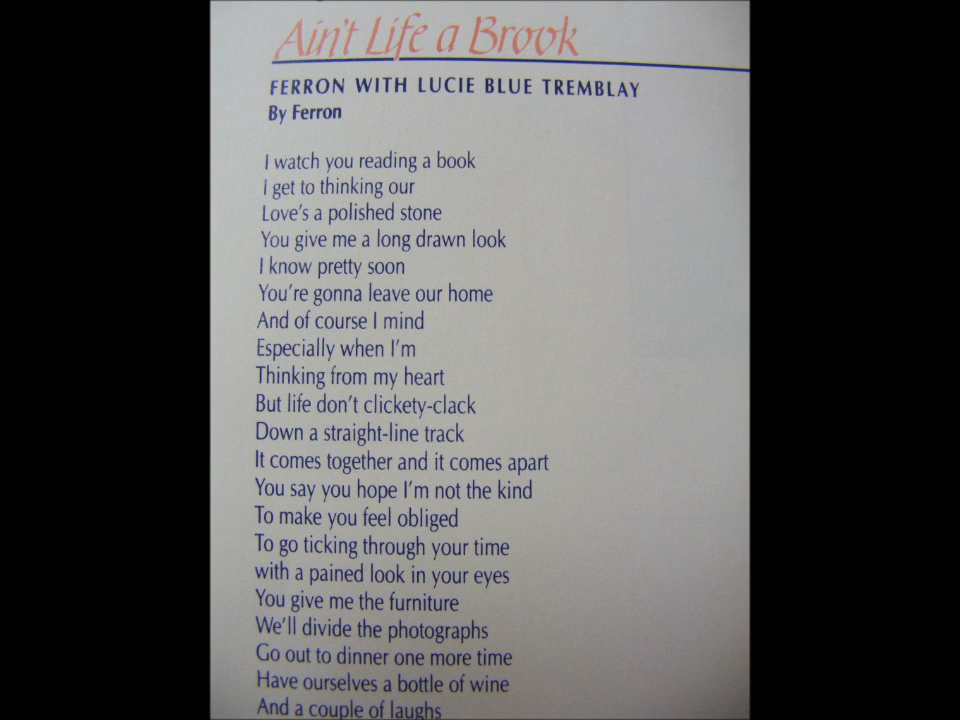 Ain't Life a Brook
FERRON WITH LUCIE BLUE TREMBLAY
By Ferron
I watch you reading a book
I get to thinking our
Love's a polished stone
You give me a long drawn look
I know pretty soon
You're gonna leave our home
And of course I mind
Especially when I'm
Thinking from my heart
But life don't clickety-clack
Down a straight-line track
It comes together and it comes apart
You say you hope I'm not the kind
To make you feel obliged
To go ticking through your time
with a pained look in your eyes
You give me the furniture
We'll divide the photographs
Go out to dinner one more time
Have ourselves a bottle of wine
And a couple of laughs